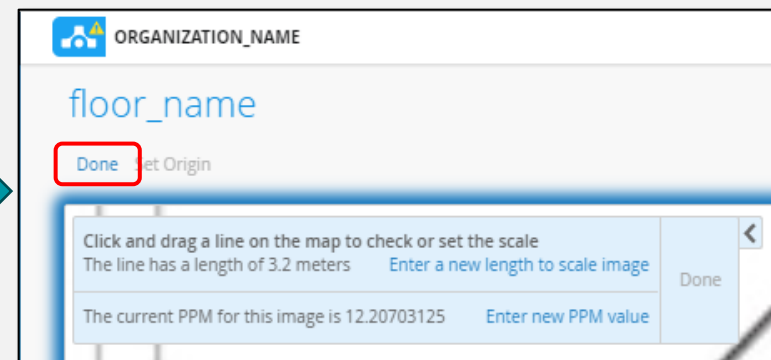 ORGANIZATION_NAME
floor_name
Done Set Origin
Click and drag a line on the map to check or set the scale
The line has a length of 3.2 meters Enter a new length to scale image
Done
The current PPM for this image is 12.20703125 Enter new PPM value